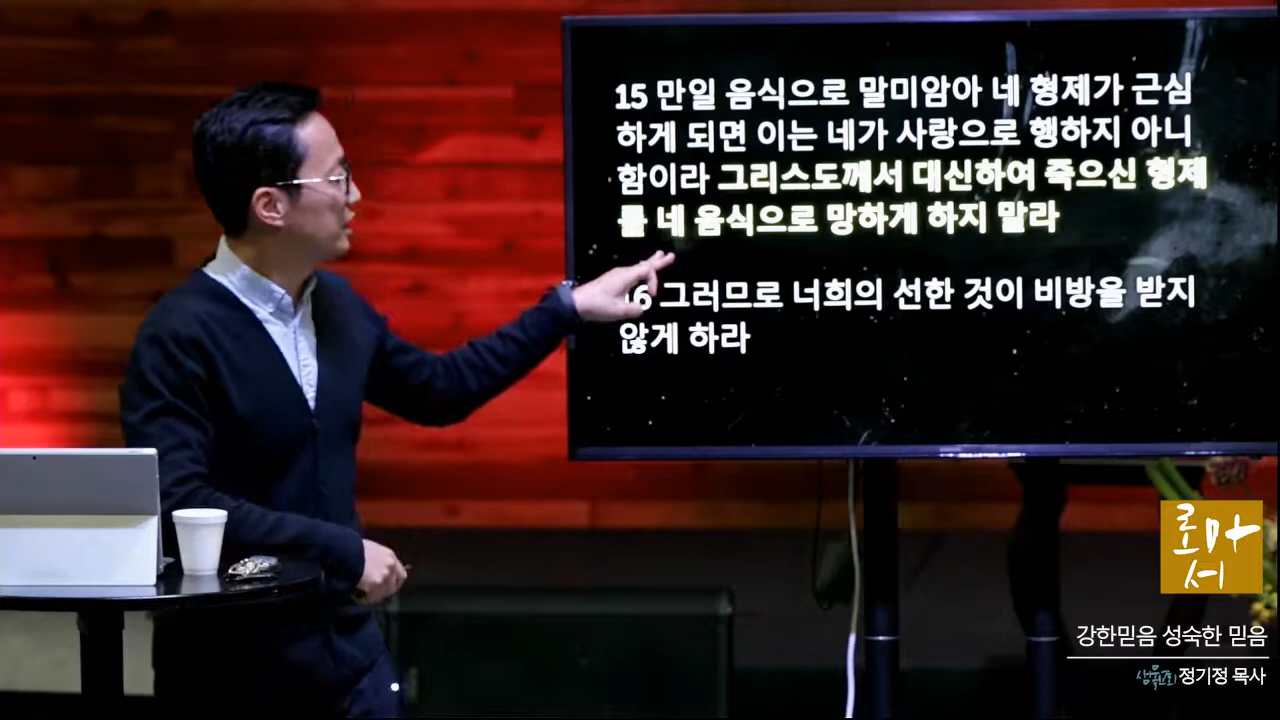 15 만일 음식으로 말미암아 네 형제가 근심
하게 되면 이는 네가 사랑으로 행하지 아니
함이라 그리스도께서 대신하여 죽으신 형제
를 네 음식으로 망하게 하지 말라
16 그러므로 너희의 선한 것이 비방을 받지
않게 하라
로마
서
강한믿음 성숙한 믿음
샘물교회 정기정 목사